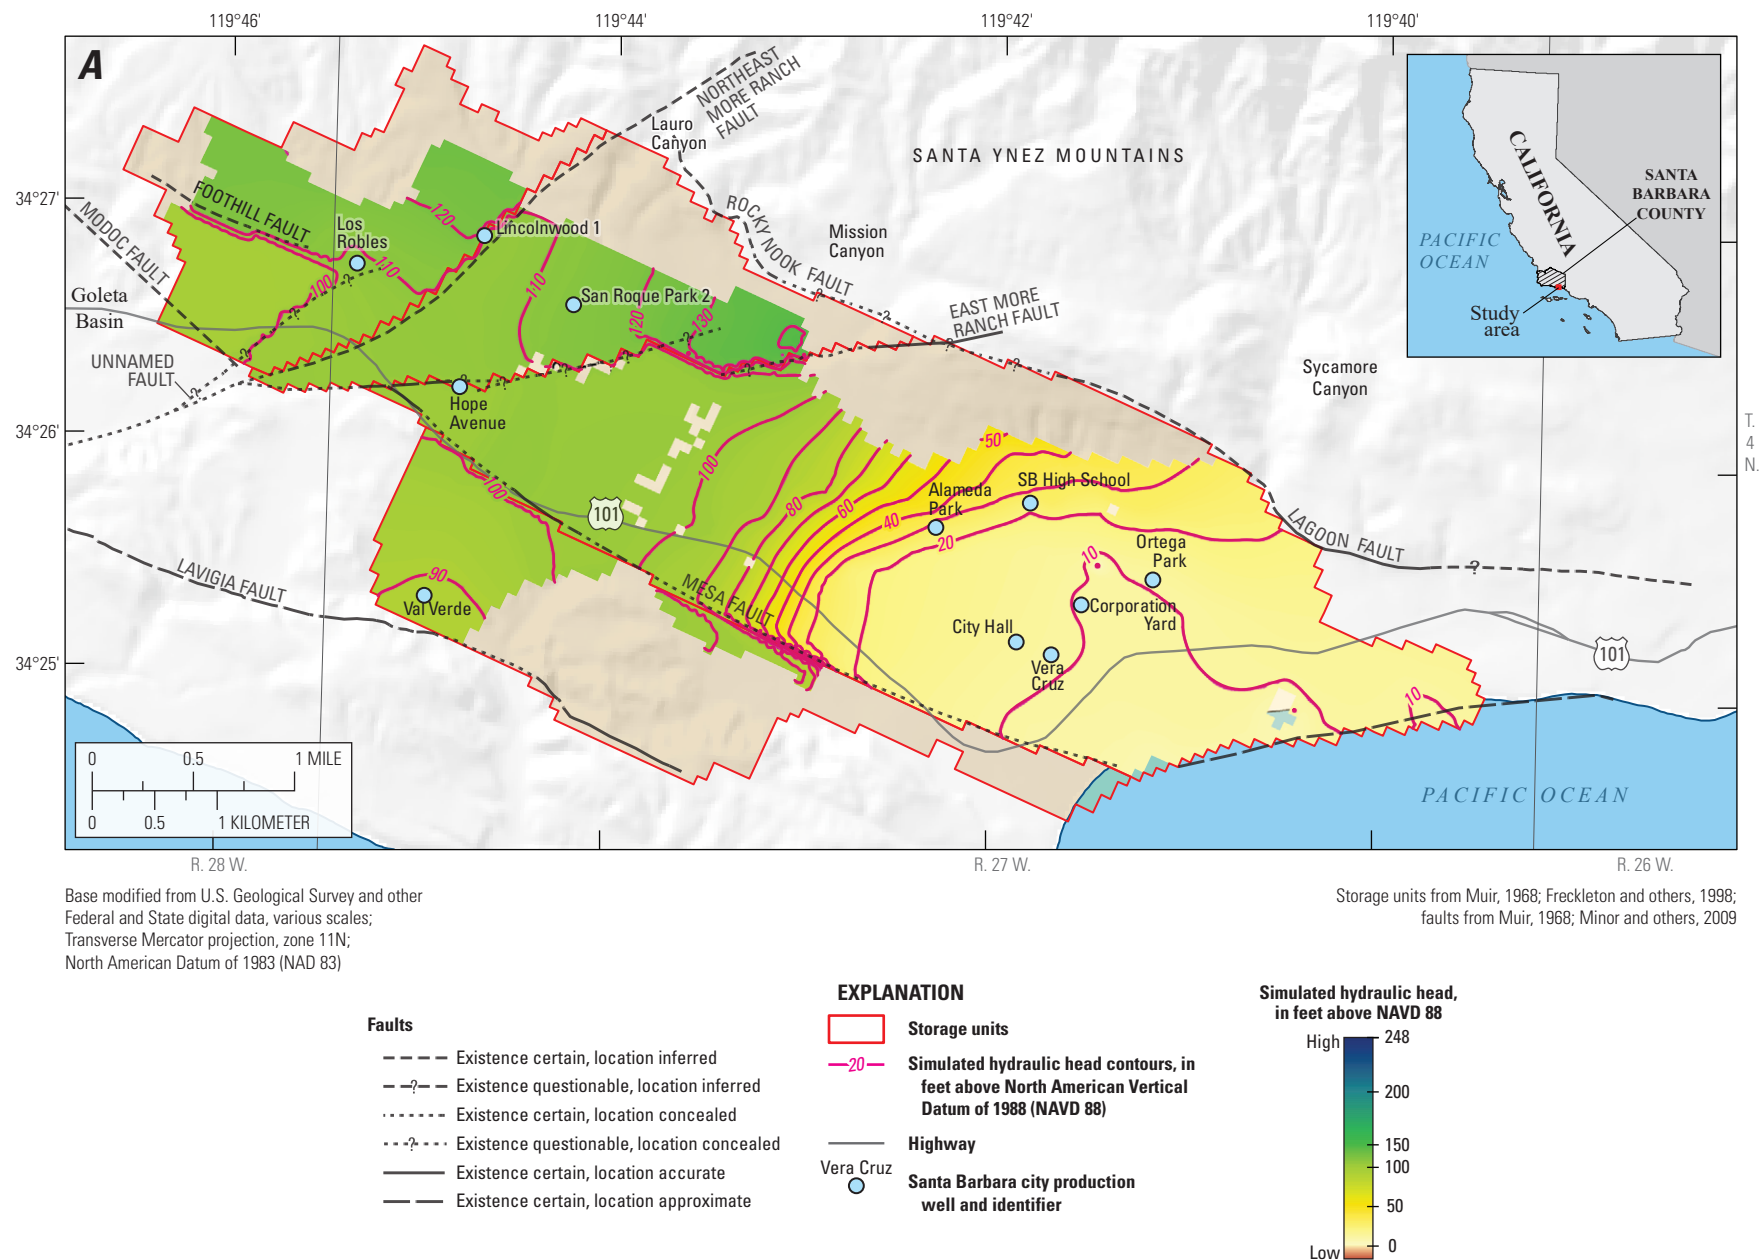 119°46'
119°44'
119°42'
119°40'
A
NORTHEAST
MORE RANCH
FAULT
Lauro
Canyon
SANTA YNEZ MOUNTAINS
CALIFORNIA
SANTA
BARBARA
COUNTY
PACIFIC
OCEAN
Study
area
34°27'
FOOTHILL FAULT
MODOC FAULT
Los
Robles
120
Lincolnwood 1
ROCKY NOOK FAULT
Mission
Canyon
110
100
?
110
San Roque Park 2
120
130
?
?
?
EAST MORE
RANCH FAULT
?
?
Goleta
Basin
?
?
UNNAMED
FAULT
?
?
?
?
?
?
Hope
Avenue
Sycamore
Canyon
34°26'
T.
4
N.
100
100
101
80
60
40
50
20
Alameda
Park
SB High School
LAGOON FAULT
?
Ortega
Park
10
LAVIGIA FAULT
90
Val Verde
MESA FAULT
Corporation
Yard
City Hall
Vera
Cruz
101
34°25'
10
PACIFIC OCEAN
0 0.5 1 MILE
0 0.5 1 KILOMETER
R. 28 W.
R. 27 W.
R. 26 W.
Base modified from U.S. Geological Survey and other
Federal and State digital data, various scales;
Transverse Mercator projection, zone 11N;
North American Datum of 1983 (NAD 83)
Storage units from Muir, 1968; Freckleton and others, 1998;
faults from Muir, 1968; Minor and others, 2009
Faults
Existence certain, location inferred
?
Existence questionable, location inferred
Existence certain, location concealed
?
Existence questionable, location concealed
Existence certain, location accurate
Existence certain, location approximate
EXPLANATION
Storage units
20
Simulated hydraulic head contours, in
feet above North American Vertical
Datum of 1988 (NAVD 88)
Highway
Vera Cruz
Santa Barbara city production
well and identifier
Simulated hydraulic head,
in feet above NAVD 88
High
248
200
150
100
50
0
Low